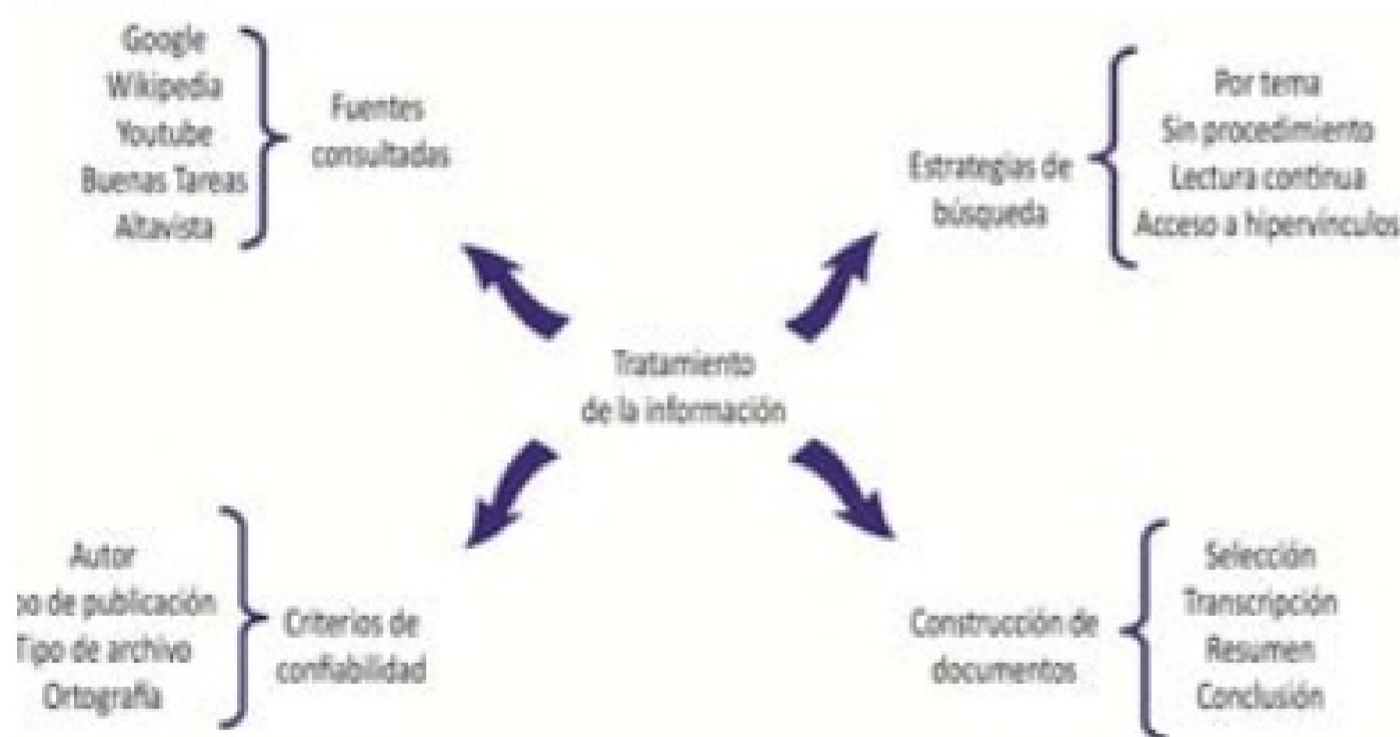 Google
Wikipedia
Youtube
Buenas Tareas
Altavista
Fuentes
consultadas
Estrategias de
búsqueda
Por tema
Sin procedimiento
Lectura continua
Acceso a hipervínculos
Tratamiento
de la información
Autor
de publicación
Tipo de archivo
Ortografía
Criterios de
confiabilidad
Construcción de
documentos
Selección
Transcripción
Resumen
Conclusión